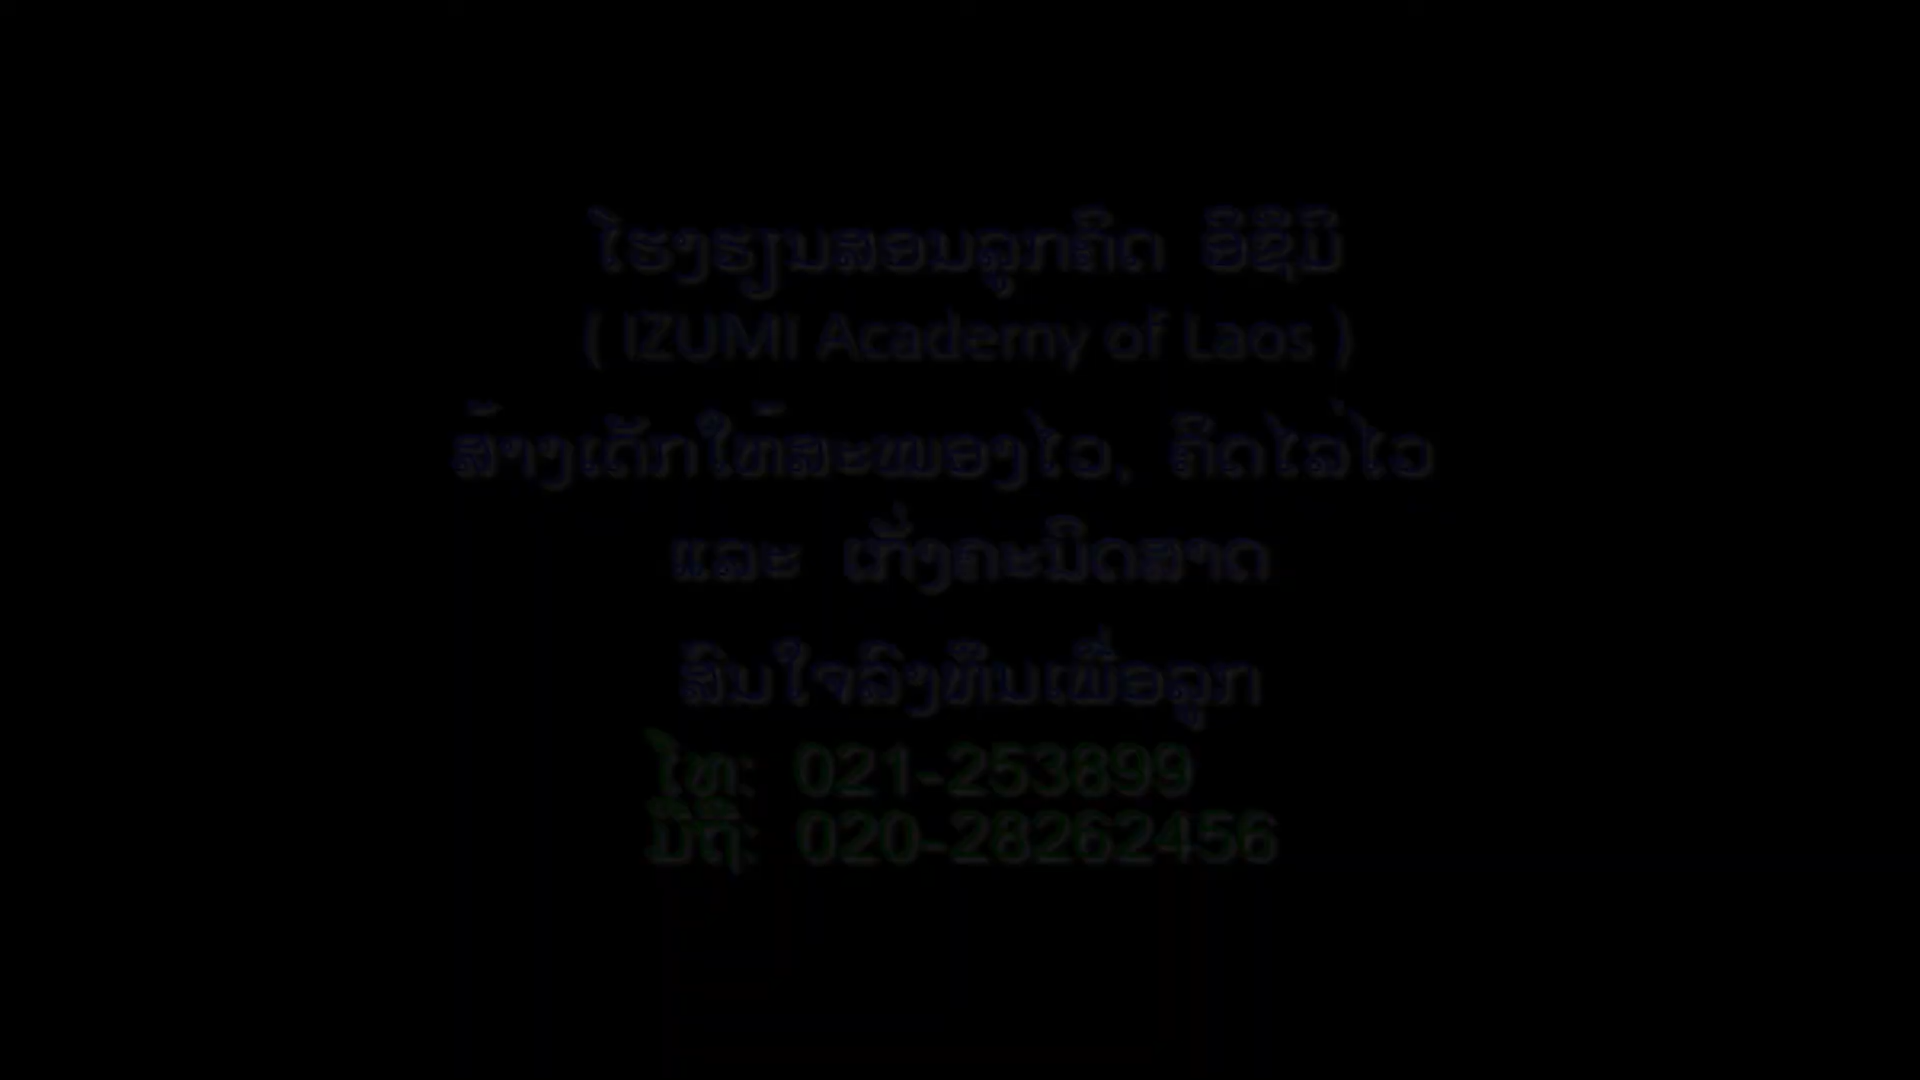 ໂຮງຮຽນສອນລູກຄິດ ອິຊຶມິ
( IZUMI Academy of Laos )
ສ້າງເດັກໃຫ້ສະໝອງໄວ, ຄິດໄລ່ໄວ
ແລະ ເກັ່ງຄະນິດສາດ
ສົນໃຈລົງທຶນເພື່ອລູກ
ໂທ: 021-253899
ມືຖື: 020-28262456